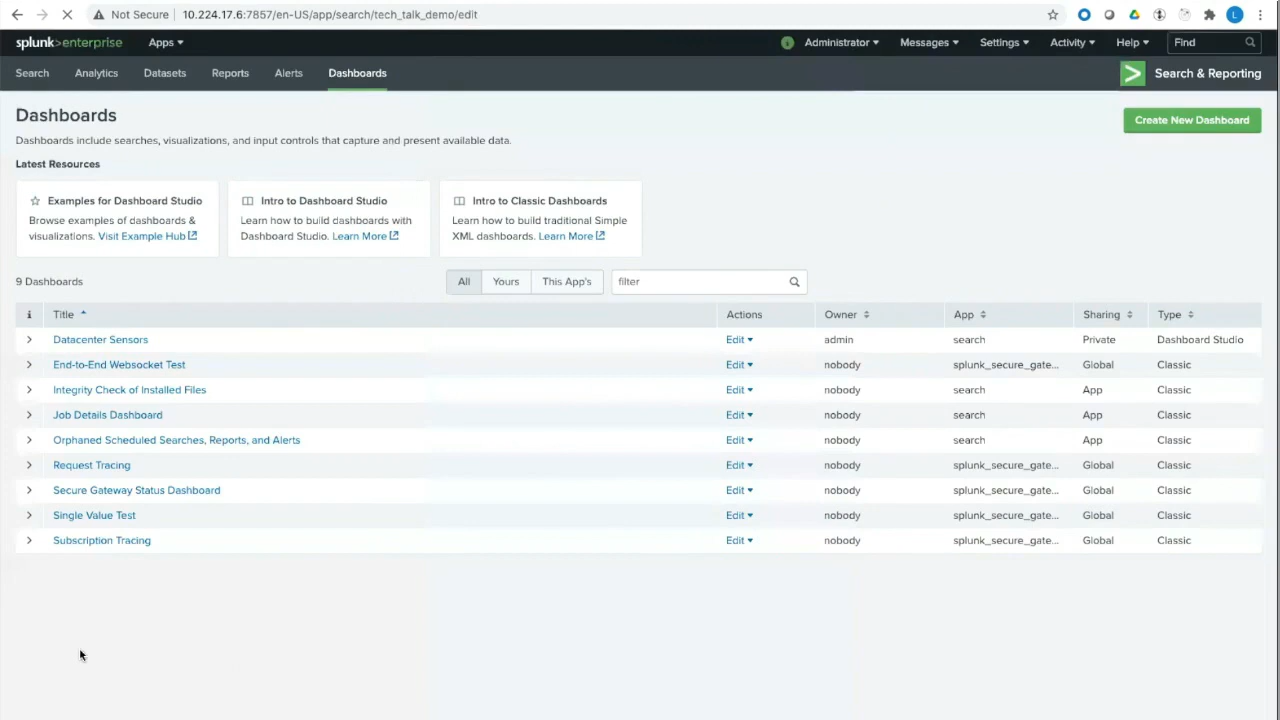 Not Secure 10.224.17.6:7857/en-US/app/search/tech_talk_demo/edit L
splunk>enterprise Apps Administrator Messages Settings Activity Help Find
Search Analytics Datasets Reports Alerts Dashboards Search & Reporting
Dashboards
Create New Dashboard
Dashboards include searches, visualizations, and input controls that capture and present available data.
Latest Resources
Examples for Dashboard Studio
Browse examples of dashboards &
visualizations. Visit Example Hub
Intro to Dashboard Studio
Learn how to build dashboards with
Dashboard Studio. Learn More
Intro to Classic Dashboards
Learn how to build traditional Simple
XML dashboards. Learn More
9 Dashboards All Yours This App's filter
i Title Actions Owner App Sharing Type
Datacenter Sensors Edit admin search Private Dashboard Studio
End-to-End Websocket Test Edit nobody splunk_secure_gate... Global Classic
Integrity Check of Installed Files Edit nobody search App Classic
Job Details Dashboard Edit nobody search App Classic
Orphaned Scheduled Searches, Reports, and Alerts Edit nobody search App Classic
Request Tracing Edit nobody splunk_secure_gate... Global Classic
Secure Gateway Status Dashboard Edit nobody splunk_secure_gate... Global Classic
Single Value Test Edit nobody splunk_secure_gate... Global Classic
Subscription Tracing Edit nobody splunk_secure_gate... Global Classic